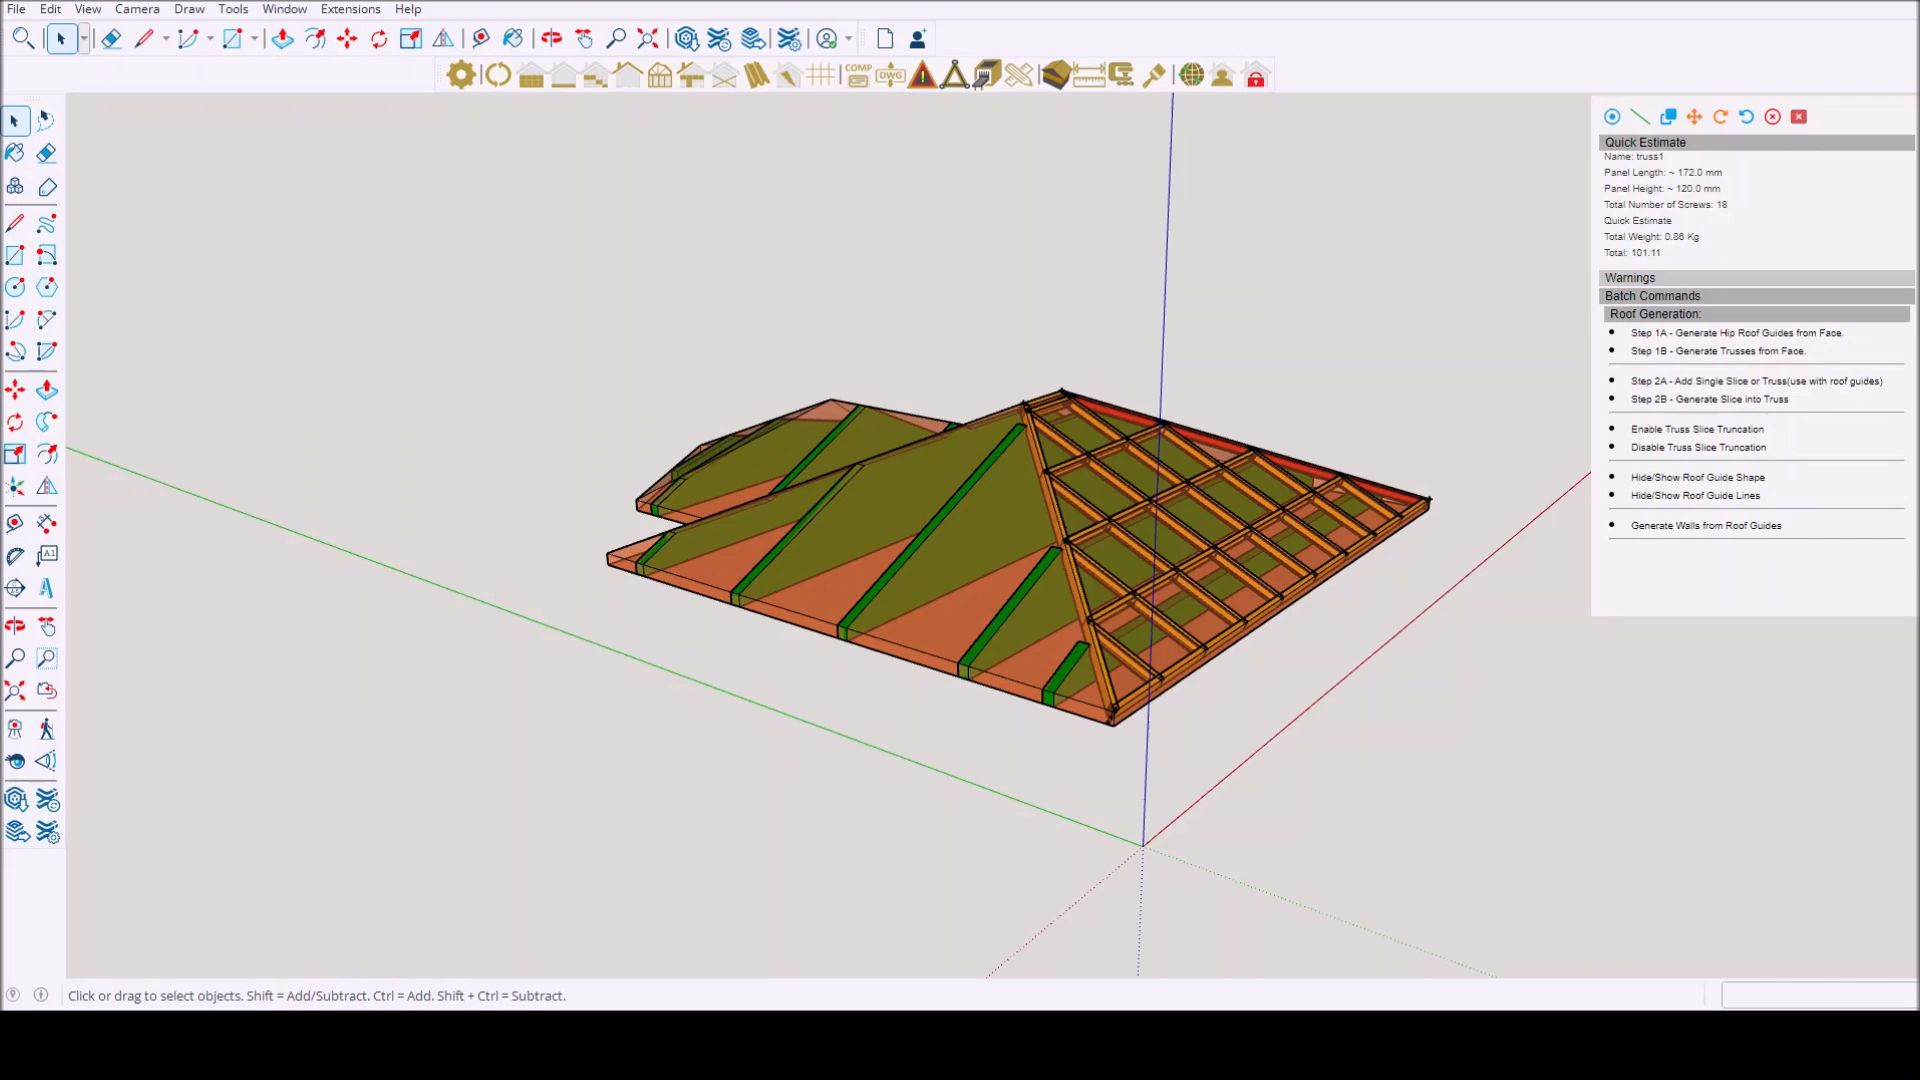 File Edit View Camera Draw Tools Window Extensions Help
COMP DWG
A1
Quick Estimate
Name: truss1
Panel Length: ~ 172.0 mm
Panel Height: ~ 120.0 mm
Total Number of Screws: 18
Quick Estimate
Total Weight: 0.86 Kg
Total: 101.11
Warnings
Batch Commands
Roof Generation:
Step 1A - Generate Hip Roof Guides from Face.
Step 1B - Generate Trusses from Face.
Step 2A - Add Single Slice or Truss(use with roof guides)
Step 2B - Generate Slice into Truss
Enable Truss Slice Truncation
Disable Truss Slice Truncation
Hide/Show Roof Guide Shape
Hide/Show Roof Guide Lines
Generate Walls from Roof Guides
Click or drag to select objects. Shift = Add/Subtract. Ctrl = Add. Shift + Ctrl = Subtract.